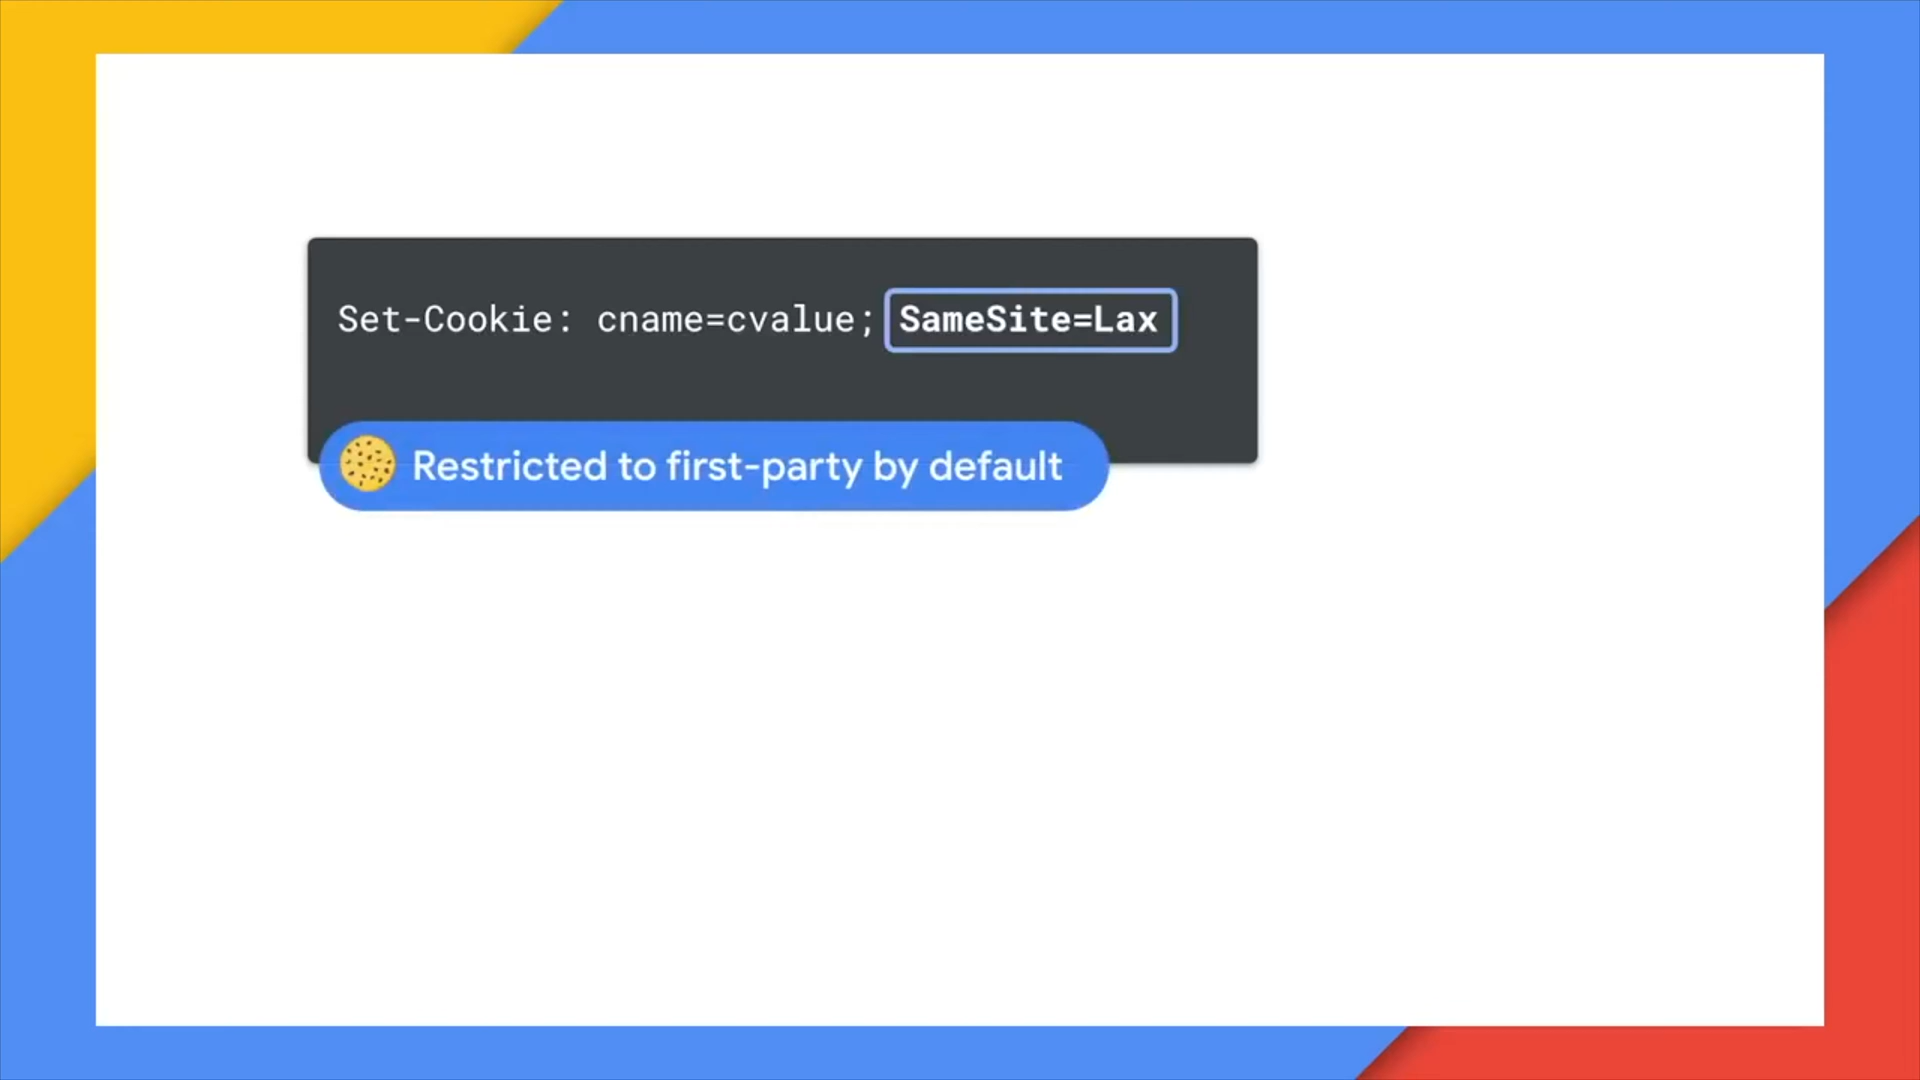 Set-Cookie: cname=cvalue; SameSite=Lax
Restricted to first-party by default